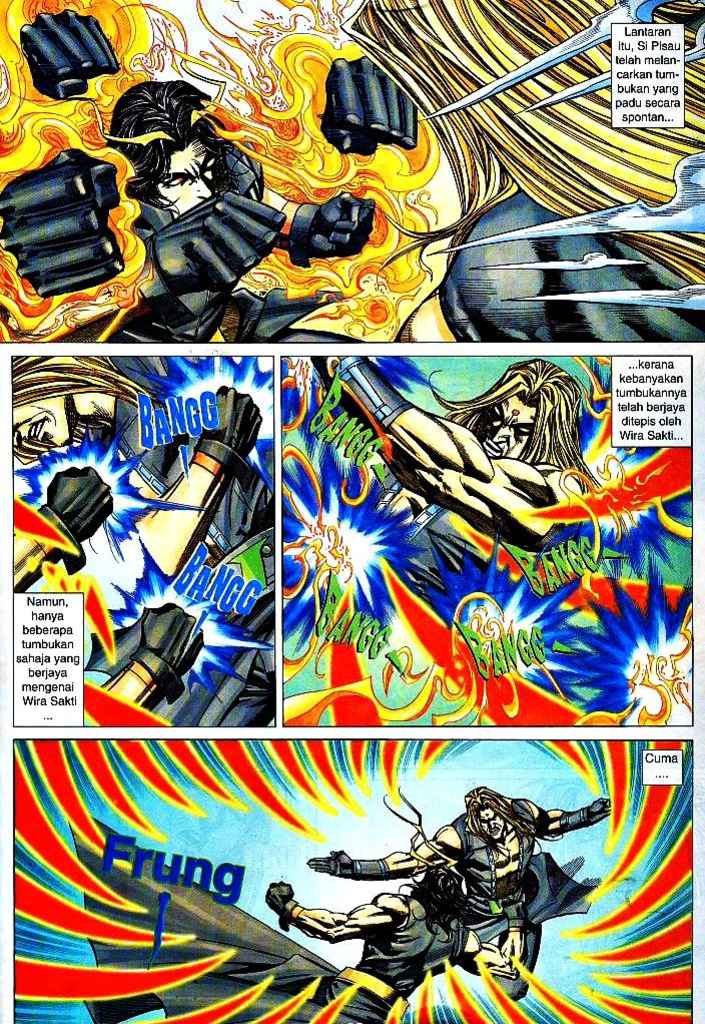 Lantaran
itu, Si Pisau
telah melan-
carkan tum-
bukan yang
padu secara
spontan...
BANGG
BANGG
Namun,
hanya
beberapa
tumbukan
sahaja yang
berjaya
mengenai
Wira Sakti
...
...kerana
kebanyakan
tumbukannya
telah berjaya
ditepis oleh
Wira Sakti...
BANGG
BANGG
BANGG
BANGG
Cuma
....
Frung